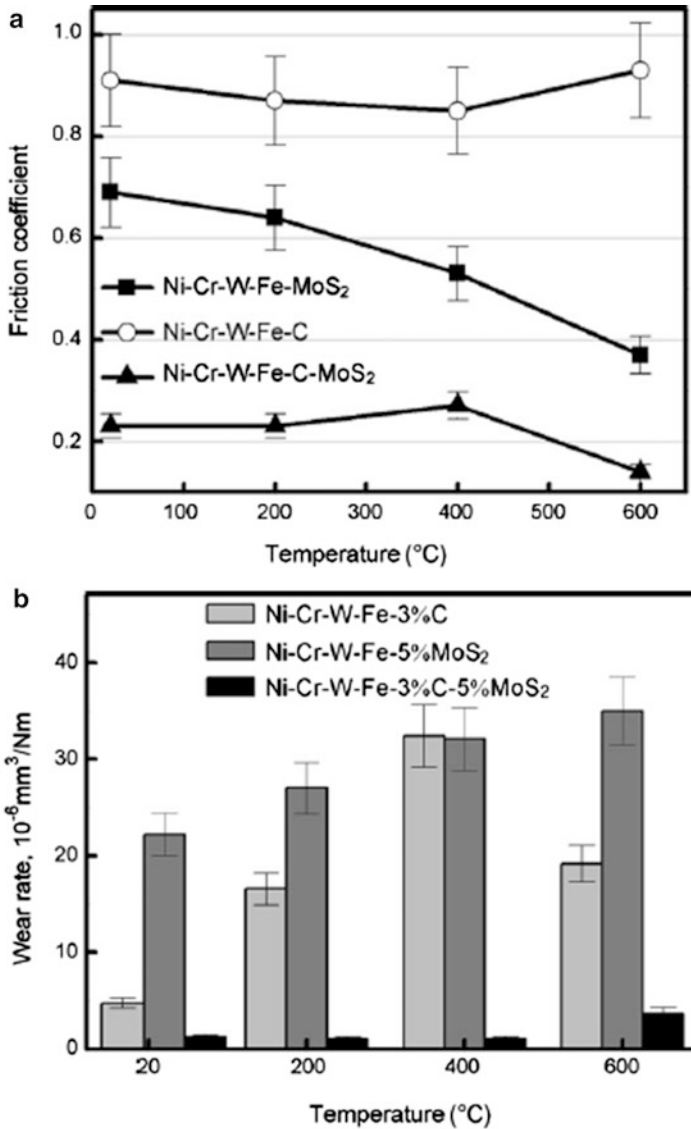 a
1.0
0.8
0.6
0.4
0.2
Friction coefficient
Ni-Cr-W-Fe-MoS₂
Ni-Cr-W-Fe-C
Ni-Cr-W-Fe-C-MoS₂
0 100 200 300 400 500 600
Temperature (°C)
b
Ni-Cr-W-Fe-3%C
Ni-Cr-W-Fe-5%MoS₂
Ni-Cr-W-Fe-3%C-5%MoS₂
40
30
20
10
0
Wear rate, 10⁻⁶mm³/Nm
20 200 400 600
Temperature (°C)